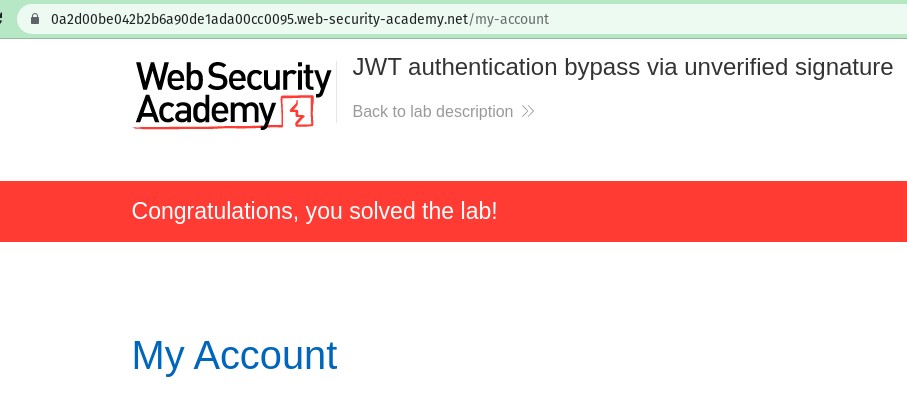 0a2d00be042b2b6a90de1ada00cc0095.web-security-academy.net/my-account
Web Security
Academy
JWT authentication bypass via unverified signature
Back to lab description
Congratulations, you solved the lab!
My Account